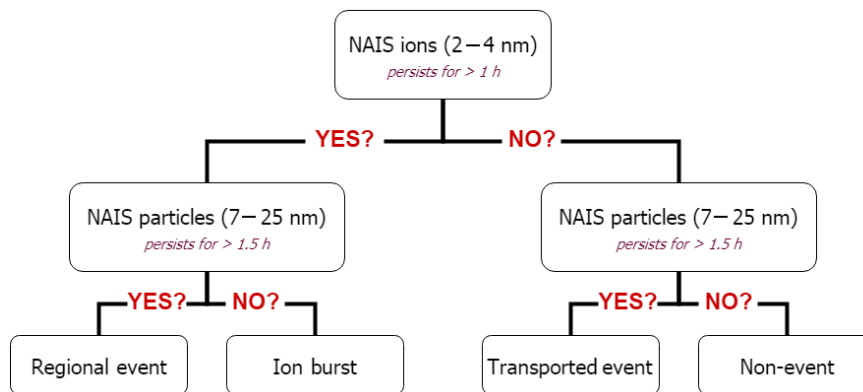 NAIS ions (2−4 nm)
persists for > 1 h
YES?
NO?
NAIS particles (7−25 nm)
persists for > 1.5 h
NAIS particles (7−25 nm)
persists for > 1.5 h
YES?
NO?
YES?
NO?
Regional event
Ion burst
Transported event
Non-event